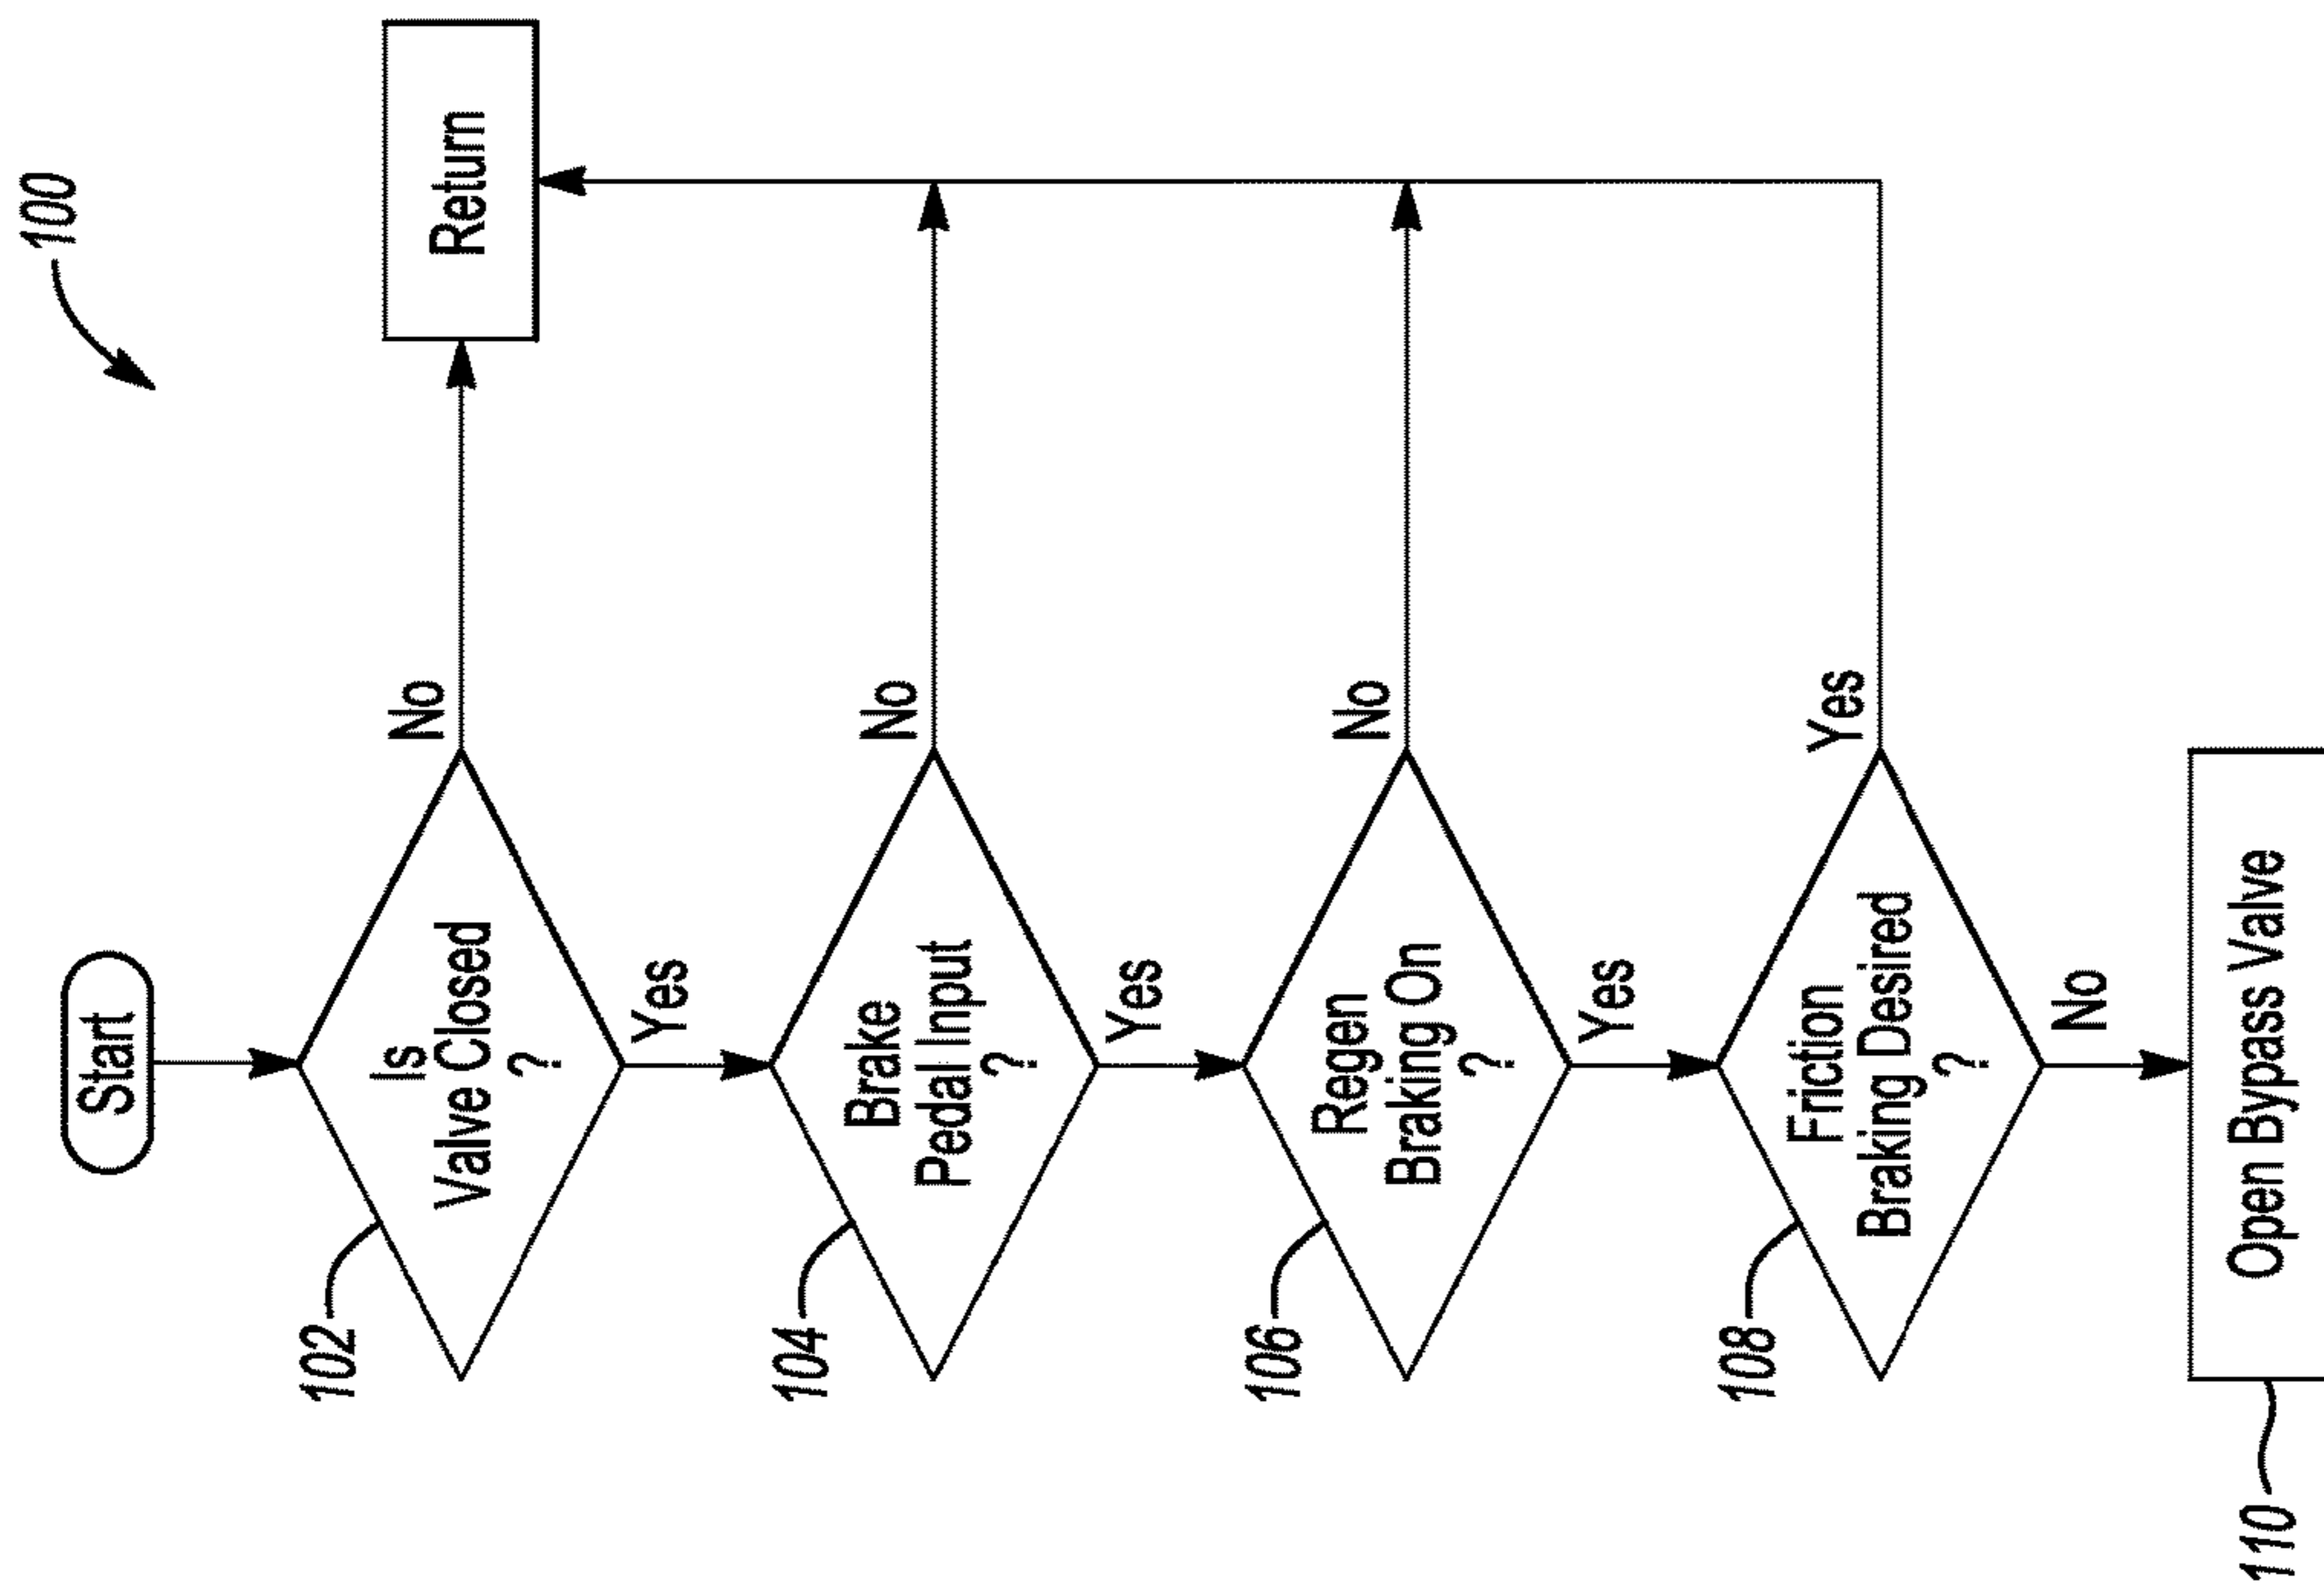 100
Start
102
Is
Valve Closed
?
No
Return
Yes
104
Brake
Pedal Input
?
No
Yes
106
Regen
Braking On
?
No
Yes
108
Friction
Braking Desired
?
Yes
No
110
Open Bypass Valve